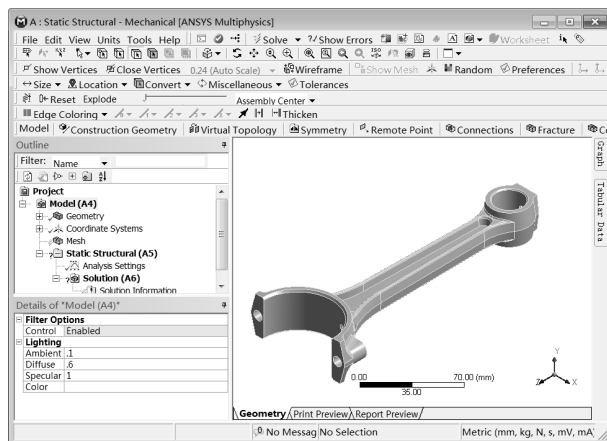 A : Static Structural - Mechanical [ANSYS Multiphysics]
File Edit View Units Tools Help Solve ?/Show Errors Worksheet
Show Vertices Close Vertices 0.24 (Auto Scale) Wireframe Show Mesh Random Preferences
Size Location Convert Miscellaneous Tolerances
Reset Explode Assembly Center
Edge Coloring Thicken
Model Construction Geometry Virtual Topology Symmetry Remote Point Connections Fracture Co
Outline
Filter: Name
Project
Model (A4)
Geometry
Coordinate Systems
Mesh
Static Structural (A5)
Analysis Settings
Solution (A6)
Solution Information
Details of "Model (A4)"
Filter Options
Control Enabled
Lighting
Ambient .1
Diffuse .6
Specular 1
Color
Graph
Tabular Data
0.00 70.00 (mm)
35.00
Y
Z X
Geometry Print Preview Report Preview
No Messag No Selection Metric (mm, kg, N, s, mV, mA